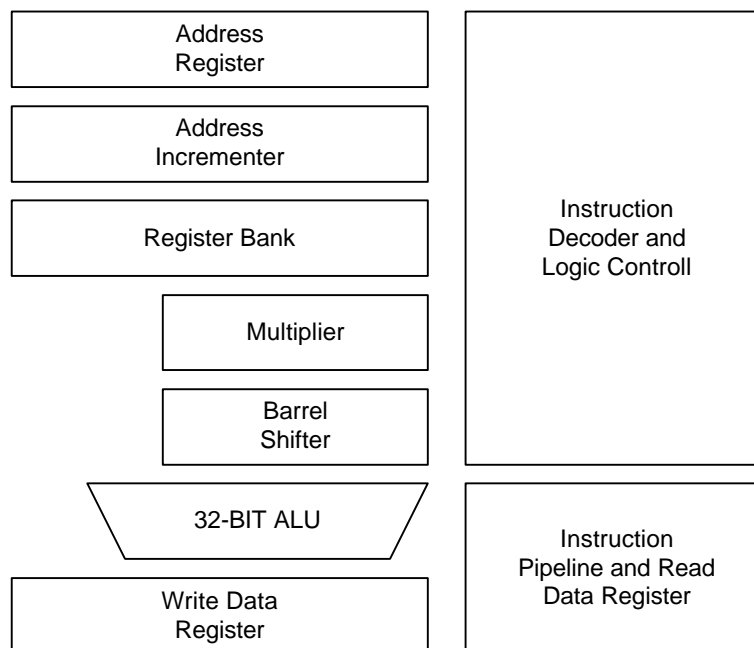 Address
Register
Address
Incrementer
Register Bank
Multiplier
Barrel
Shifter
32-BIT ALU
Write Data
Register
Instruction
Decoder and
Logic Controll
Instruction
Pipeline and Read
Data Register